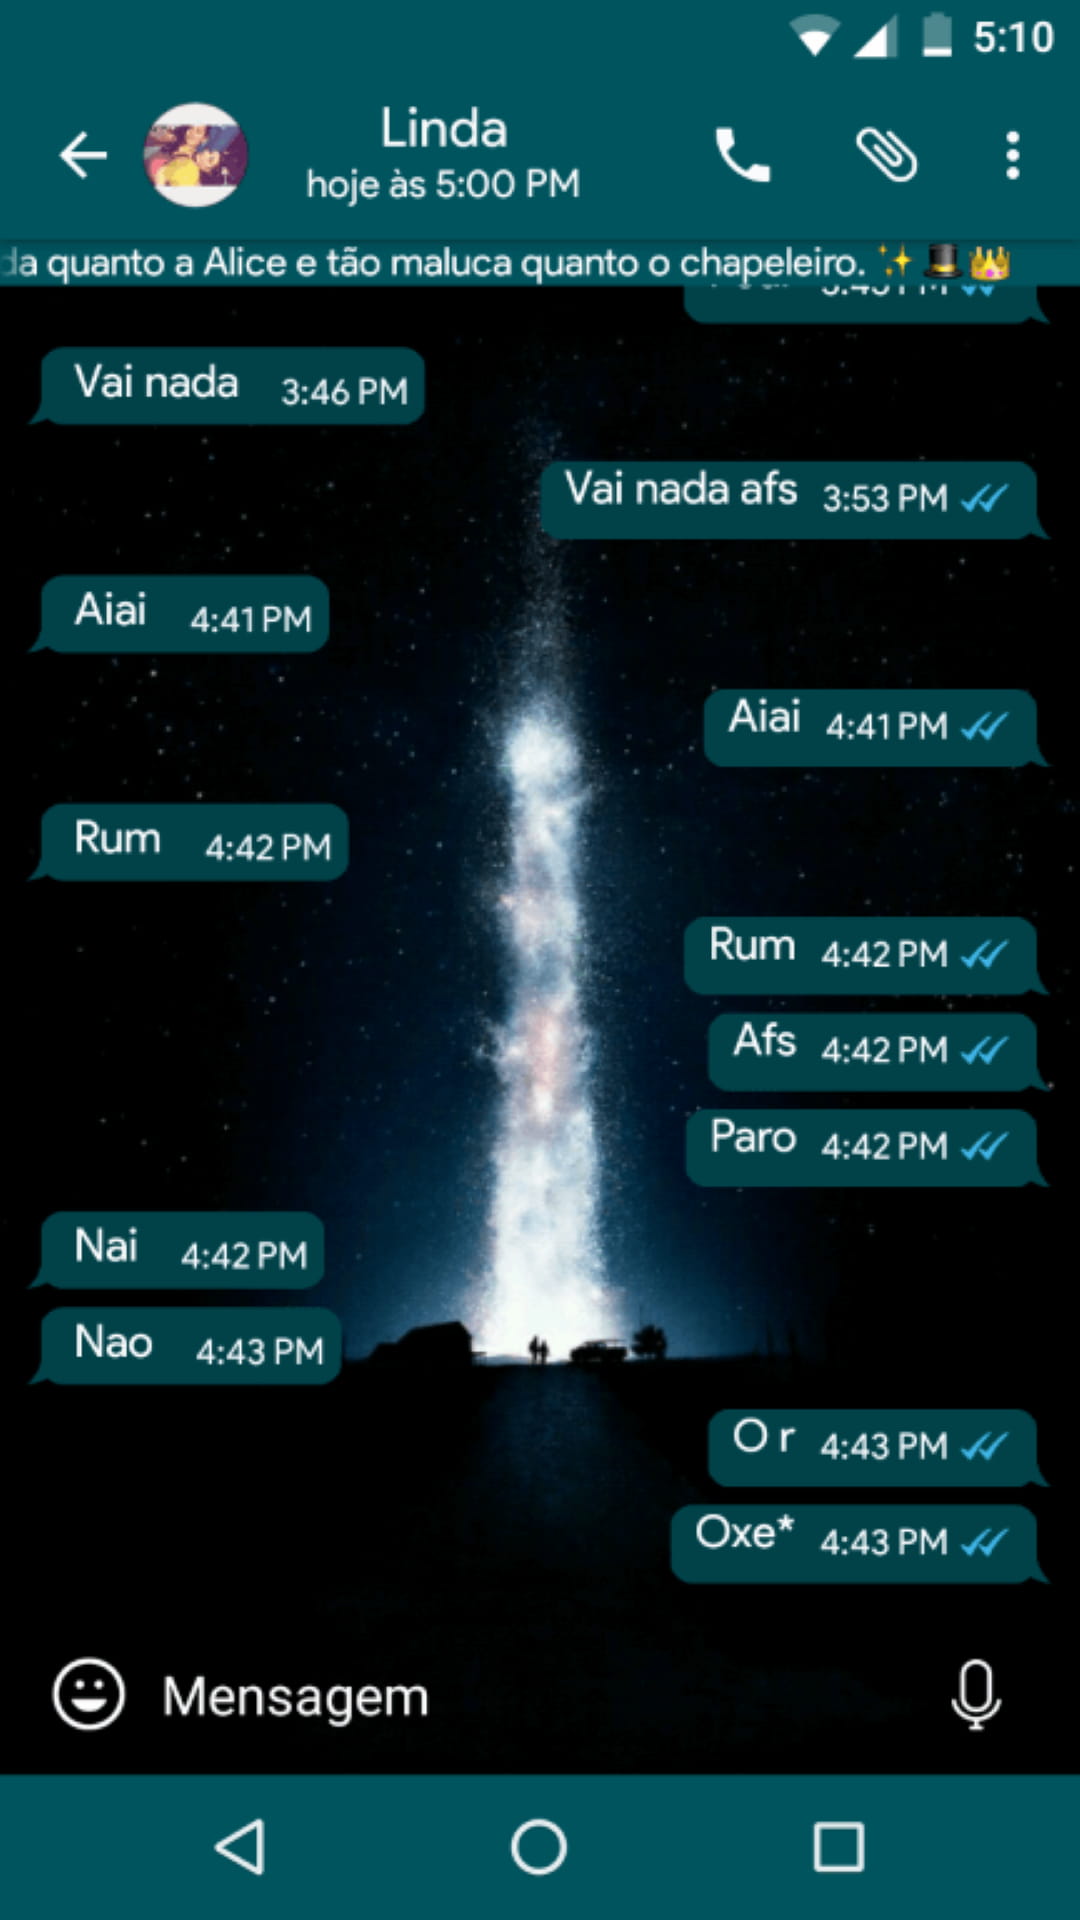 5:10
Linda
hoje às 5:00 PM
da quanto a Alice e tão maluca quanto o chapeleiro. ✨🎩👑
Vai nada 3:46 PM
Vai nada afs 3:53 PM
Aiai 4:41 PM
Aiai 4:41 PM
Rum 4:42 PM
Rum 4:42 PM
Afs 4:42 PM
Paro 4:42 PM
Nai 4:42 PM
Nao 4:43 PM
O r 4:43 PM
Oxe* 4:43 PM
Mensagem